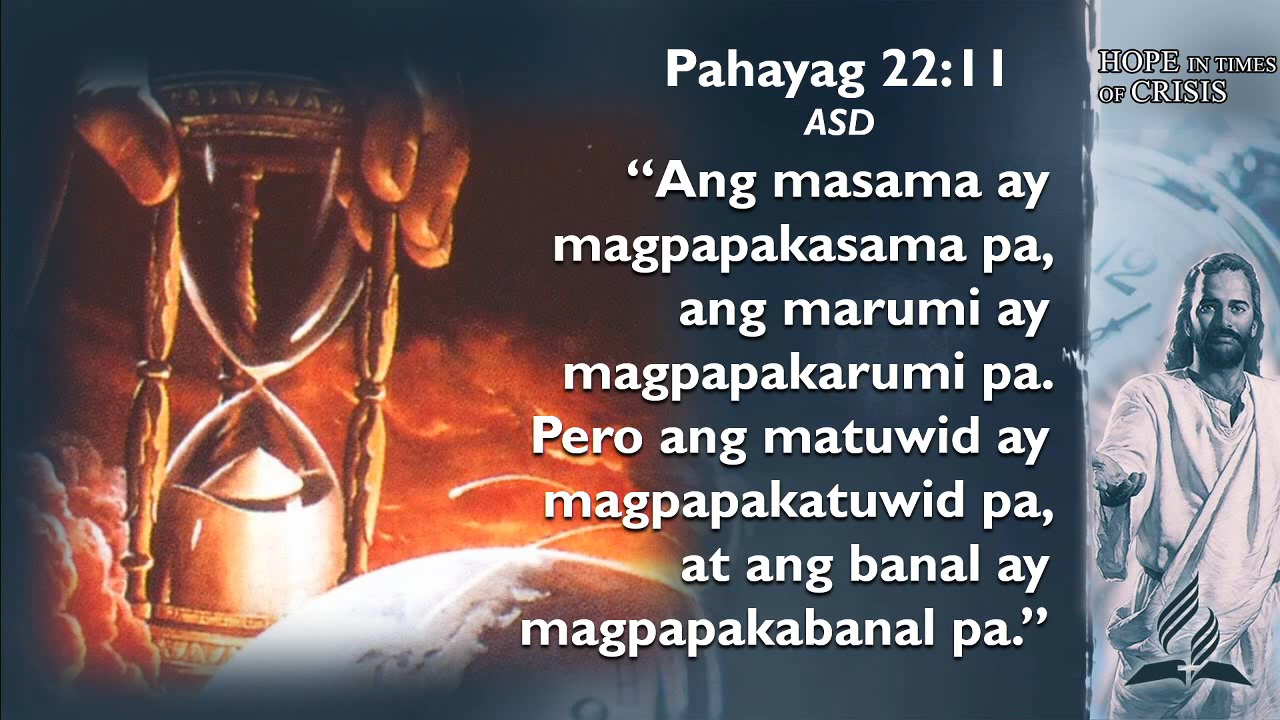 Pahayag 22:11
ASD
“Ang masama ay
magpapakasama pa,
ang marumi ay
magpapakarumi pa.
Pero ang matuwid ay
magpapakatuwid pa,
at ang banal ay
magpapakabanal pa.”
HOPE IN TIMES
OF CRISIS
12